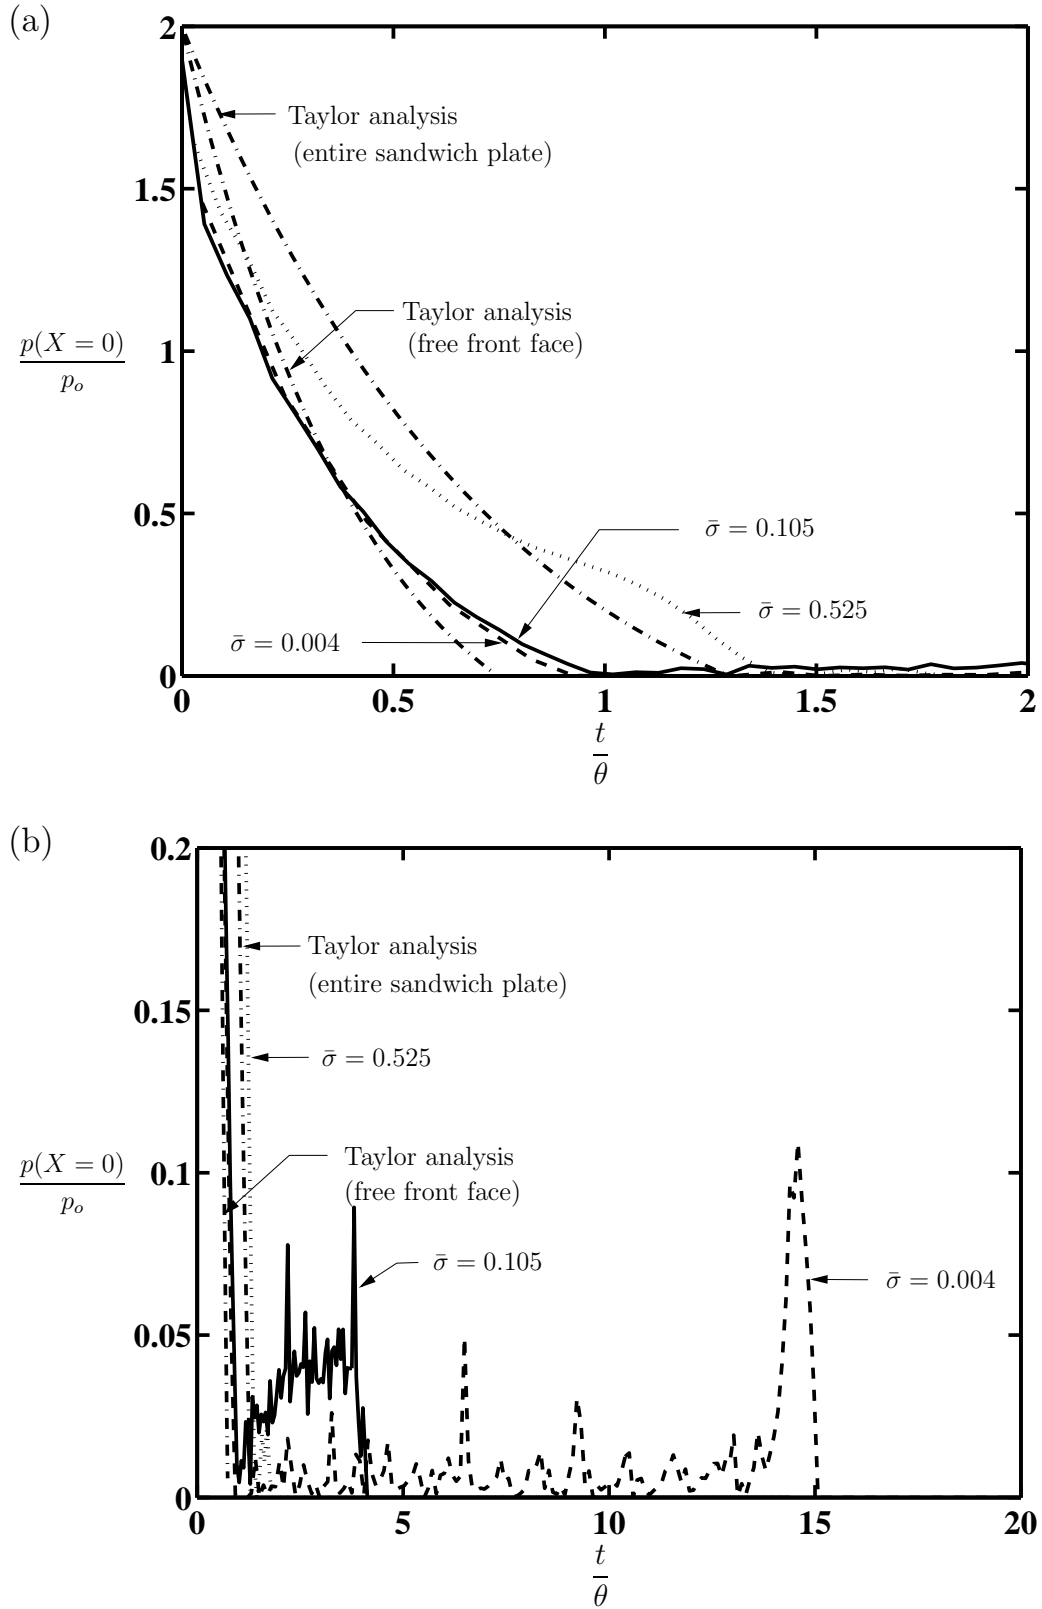 (a)
2
Taylor analysis
(entire sandwich plate)
1.5
Taylor analysis
(free front face)
p(X = 0)
p_o
1
0.5
σ̄ = 0.105
σ̄ = 0.525
σ̄ = 0.004
0
0 0.5 1 1.5 2
t
θ
(b)
0.2
Taylor analysis
(entire sandwich plate)
0.15
σ̄ = 0.525
p(X = 0)
p_o
0.1
Taylor analysis
(free front face)
σ̄ = 0.105
σ̄ = 0.004
0.05
0
0 5 10 15 20
t
θ